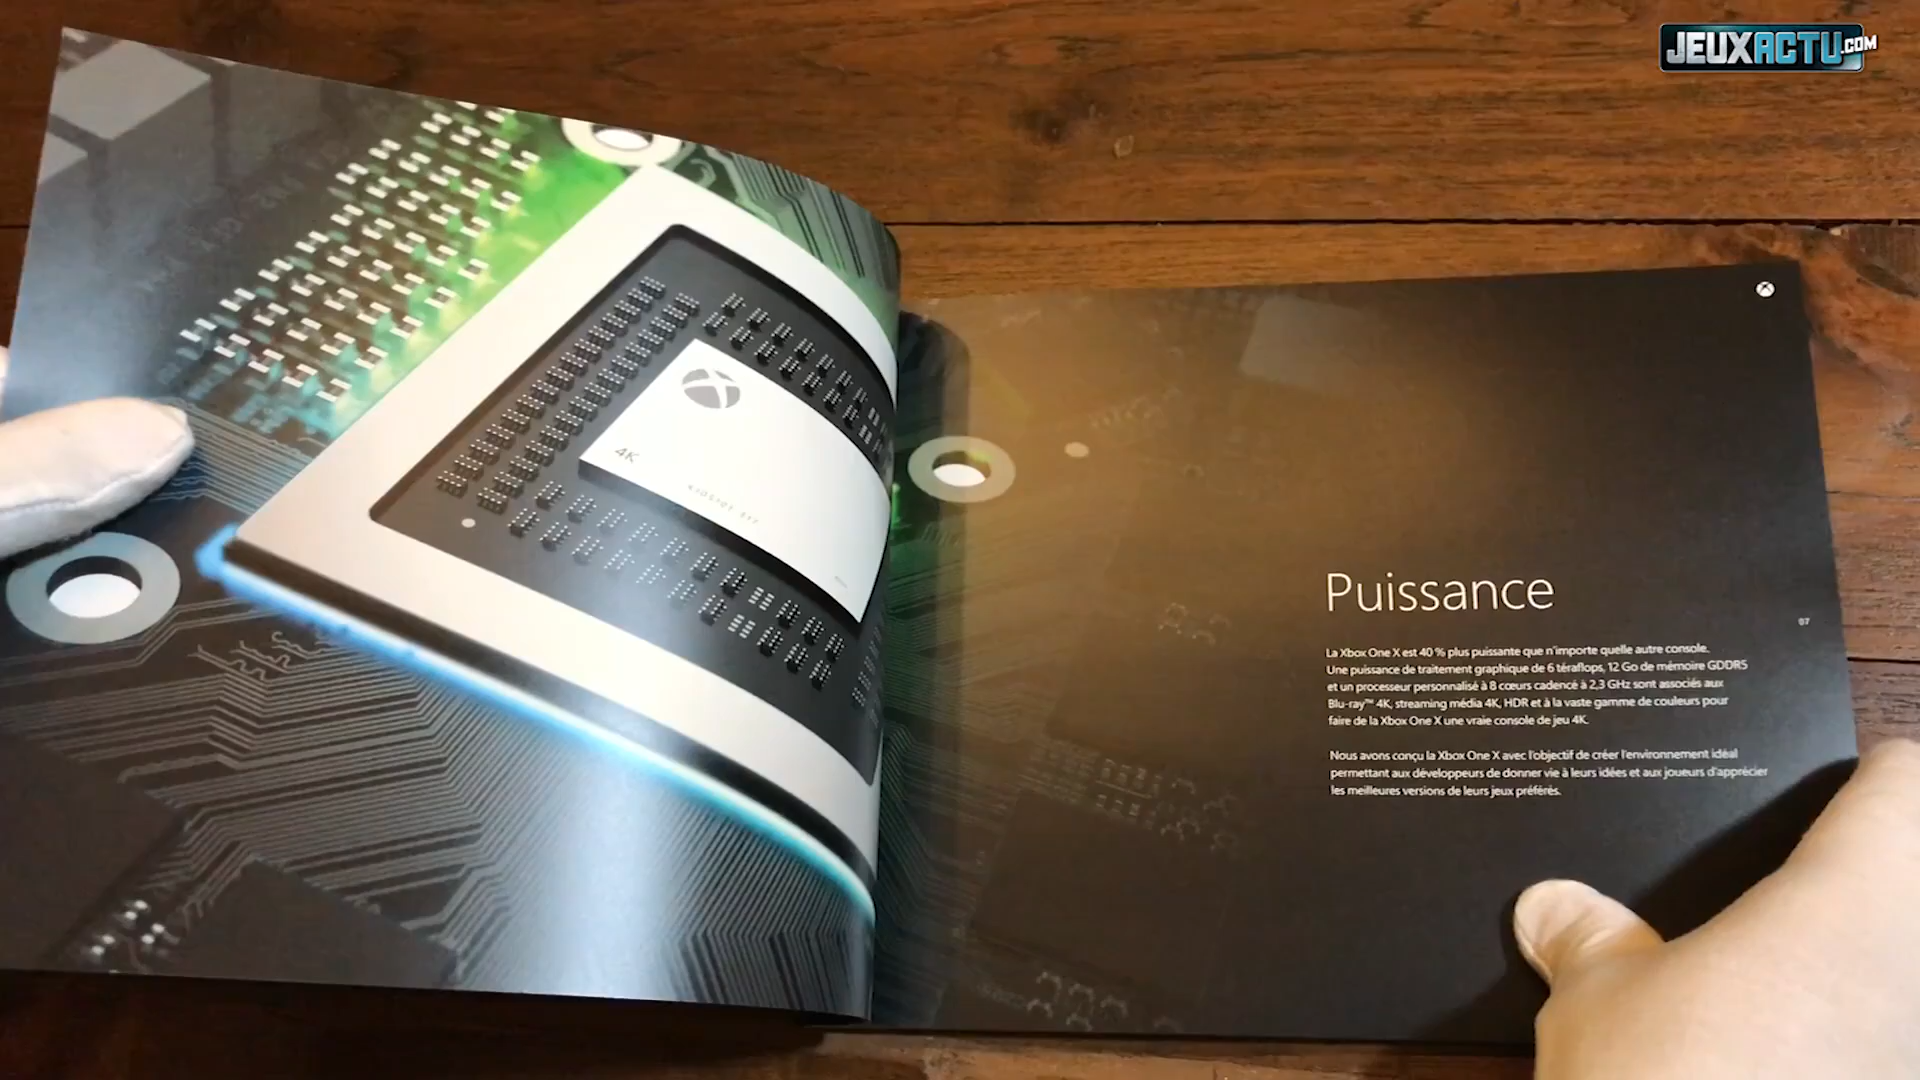 JEUXACTU.COM
4K
Puissance
07
La Xbox One X est 40 % plus puissante que n'importe quelle autre console.
Une puissance de traitement graphique de 6 téraflops, 12 Go de mémoire GDDR5
et un processeur personnalisé à 8 cœurs cadencé à 2,3 GHz sont associés aux
Blu-ray™ 4K, streaming média 4K, HDR et à la vaste gamme de couleurs pour
faire de la Xbox One X une vraie console de jeu 4K.
Nous avons conçu la Xbox One X avec l'objectif de créer l'environnement idéal
permettant aux développeurs de donner vie à leurs idées et aux joueurs d'apprécier
les meilleures versions de leurs jeux préférés.